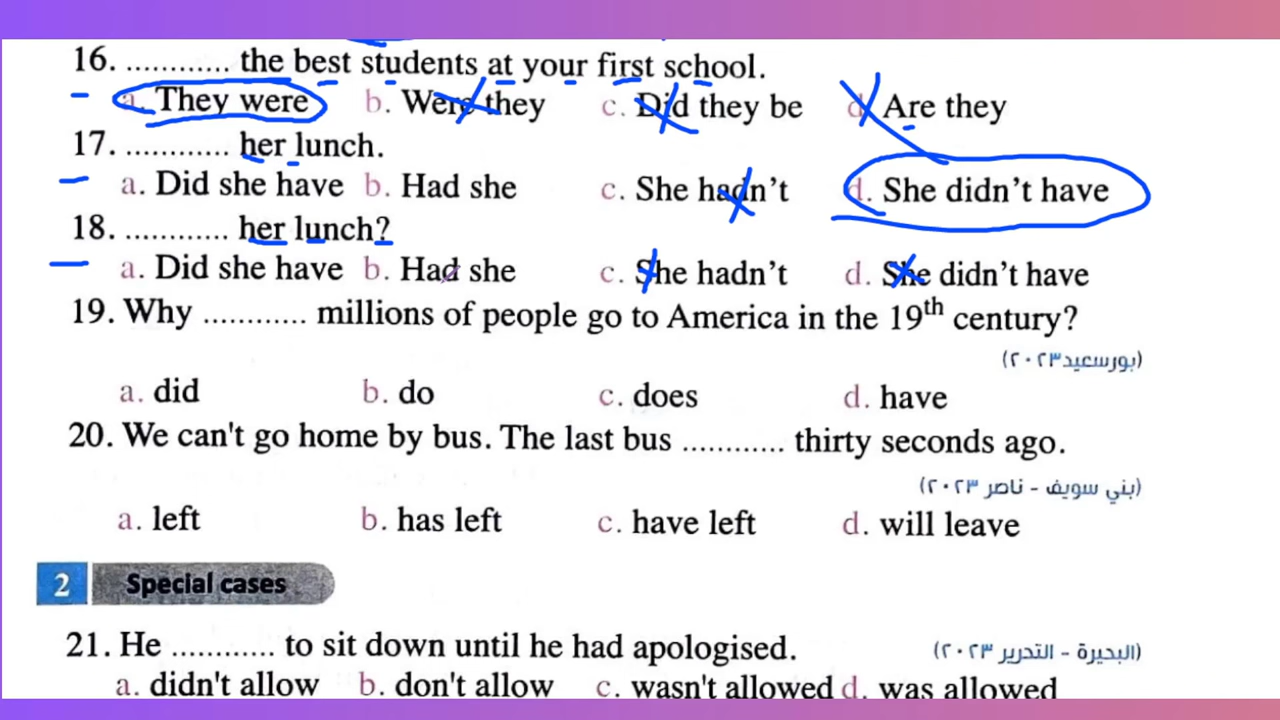 16. ............ the best students at your first school.
a. They were b. Were they c. Did they be d. Are they
17. ............ her lunch.
a. Did she have b. Had she c. She hadn't d. She didn't have
18. ............ her lunch?
a. Did she have b. Had she c. She hadn't d. She didn't have
19. Why ............ millions of people go to America in the 19th century?
(بورسعيد ٢٠٢٣)
a. did b. do c. does d. have
20. We can't go home by bus. The last bus ............ thirty seconds ago.
(بني سويف - ناصر ٢٠٢٣)
a. left b. has left c. have left d. will leave
2 Special cases
21. He ............ to sit down until he had apologised. (البحيرة - التحرير ٢٠٢٣)
a. didn't allow b. don't allow c. wasn't allowed d. was allowed